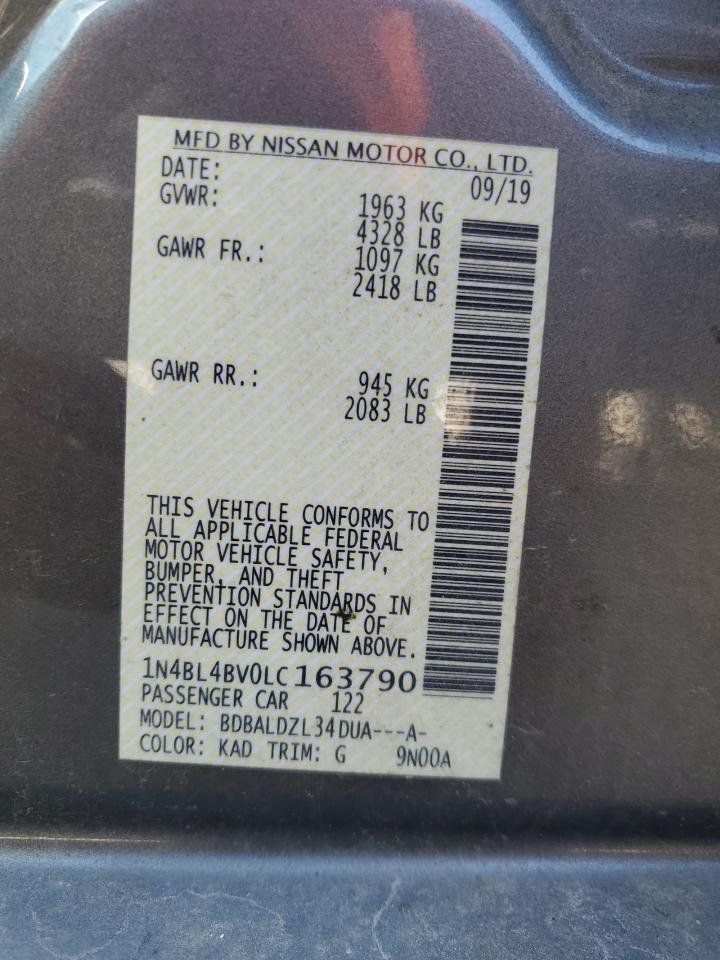 MFD BY NISSAN MOTOR CO., LTD.
DATE: 09/19
GVWR: 1963 KG
4328 LB
GAWR FR.: 1097 KG
2418 LB
GAWR RR.: 945 KG
2083 LB
THIS VEHICLE CONFORMS TO
ALL APPLICABLE FEDERAL
MOTOR VEHICLE SAFETY,
BUMPER, AND THEFT
PREVENTION STANDARDS IN
EFFECT ON THE DATE OF
MANUFACTURE SHOWN ABOVE.
1N4BL4BV0LC163790
PASSENGER CAR 122
MODEL: BDBALDZL34DUA---A-
COLOR: KAD TRIM: G 9N00A